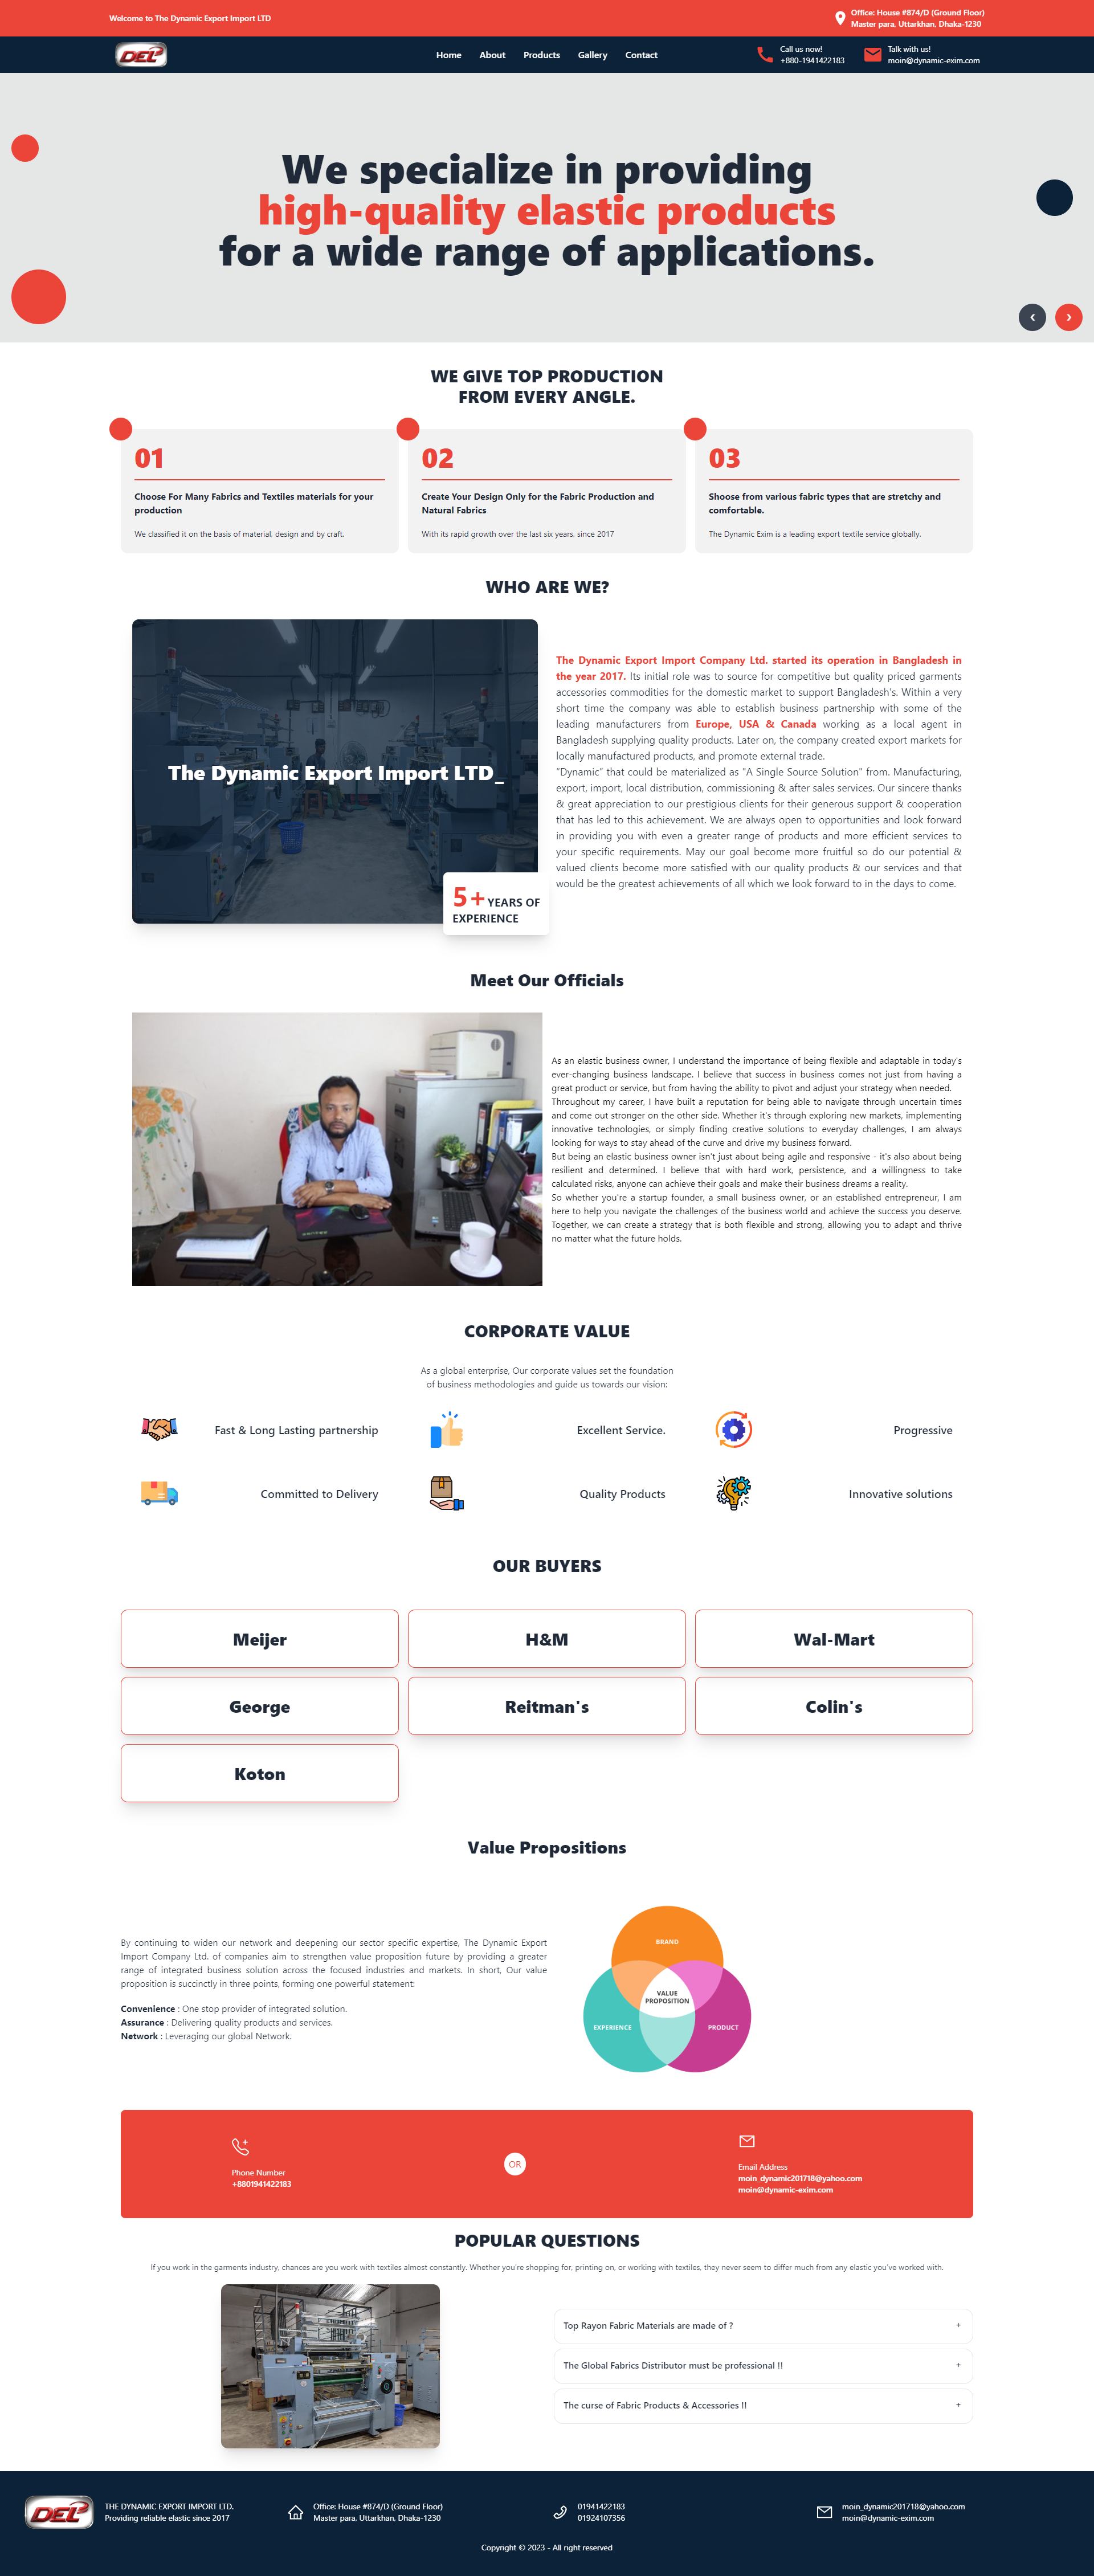 Welcome to The Dynamic Export Import LTD
Office: House #874/D (Ground Floor)
Master para, Uttarkhan, Dhaka-1230
DEL
Home
About
Products
Gallery
Contact
Call us now!
+880-1941422183
Talk with us!
moin@dynamic-exim.com
We specialize in providing
high-quality elastic products
for a wide range of applications.
WE GIVE TOP PRODUCTION
FROM EVERY ANGLE.
01
Choose For Many Fabrics and Textiles materials for your
production
We classified it on the basis of material, design and by craft.
02
Create Your Design Only for the Fabric Production and
Natural Fabrics
With its rapid growth over the last six years, since 2017
03
Shoose from various fabric types that are stretchy and
comfortable.
The Dynamic Exim is a leading export textile service globally.
WHO ARE WE?
The Dynamic Export Import LTD_
5+ YEARS OF
EXPERIENCE
The Dynamic Export Import Company Ltd. started its operation in Bangladesh in
the year 2017. Its initial role was to source for competitive but quality priced garments
accessories commodities for the domestic market to support Bangladesh's. Within a very
short time the company was able to establish business partnership with some of the
leading manufacturers from Europe, USA & Canada working as a local agent in
Bangladesh supplying quality products. Later on, the company created export markets for
locally manufactured products, and promote external trade.
"Dynamic" that could be materialized as "A Single Source Solution" from. Manufacturing,
export, import, local distribution, commissioning & after sales services. Our sincere thanks
& great appreciation to our prestigious clients for their generous support & cooperation
that has led to this achievement. We are always open to opportunities and look forward
in providing you with even a greater range of products and more efficient services to
your specific requirements. May our goal become more fruitful so do our potential &
valued clients become more satisfied with our quality products & our services and that
would be the greatest achievements of all which we look forward to in the days to come.
Meet Our Officials
As an elastic business owner, I understand the importance of being flexible and adaptable in today's
ever-changing business landscape. I believe that success in business comes not just from having a
great product or service, but from having the ability to pivot and adjust your strategy when needed.
Throughout my career, I have built a reputation for being able to navigate through uncertain times
and come out stronger on the other side. Whether it's through exploring new markets, implementing
innovative technologies, or simply finding creative solutions to everyday challenges, I am always
looking for ways to stay ahead of the curve and drive my business forward.
But being an elastic business owner isn't just about being agile and responsive - it's also about being
resilient and determined. I believe that with hard work, persistence, and a willingness to take
calculated risks, anyone can achieve their goals and make their business dreams a reality.
So whether you're a startup founder, a small business owner, or an established entrepreneur, I am
here to help you navigate the challenges of the business world and achieve the success you deserve.
Together, we can create a strategy that is both flexible and strong, allowing you to adapt and thrive
no matter what the future holds.
CORPORATE VALUE
As a global enterprise, Our corporate values set the foundation
of business methodologies and guide us towards our vision:
Fast & Long Lasting partnership
Excellent Service.
Progressive
Committed to Delivery
Quality Products
Innovative solutions
OUR BUYERS
Meijer
H&M
Wal-Mart
George
Reitman's
Colin's
Koton
Value Propositions
By continuing to widen our network and deepening our sector specific expertise, The Dynamic Export
Import Company Ltd. of companies aim to strengthen value proposition future by providing a greater
range of integrated business solution across the focused industries and markets. In short, Our value
proposition is succinctly in three points, forming one powerful statement:
Convenience : One stop provider of integrated solution.
Assurance : Delivering quality products and services.
Network : Leveraging our global Network.
BRAND
VALUE
PROPOSITION
EXPERIENCE
PRODUCT
Phone Number
+8801941422183
OR
Email Address
moin_dynamic201718@yahoo.com
moin@dynamic-exim.com
POPULAR QUESTIONS
If you work in the garments industry, chances are you work with textiles almost constantly. Whether you're shopping for, printing on, or working with textiles, they never seem to differ much from any elastic you've worked with.
Top Rayon Fabric Materials are made of ? +
The Global Fabrics Distributor must be professional !! +
The curse of Fabric Products & Accessories !! +
DEL
THE DYNAMIC EXPORT IMPORT LTD.
Providing reliable elastic since 2017
Office: House #874/D (Ground Floor)
Master para, Uttarkhan, Dhaka-1230
01941422183
01924107356
moin_dynamic201718@yahoo.com
moin@dynamic-exim.com
Copyright © 2023 - All right reserved